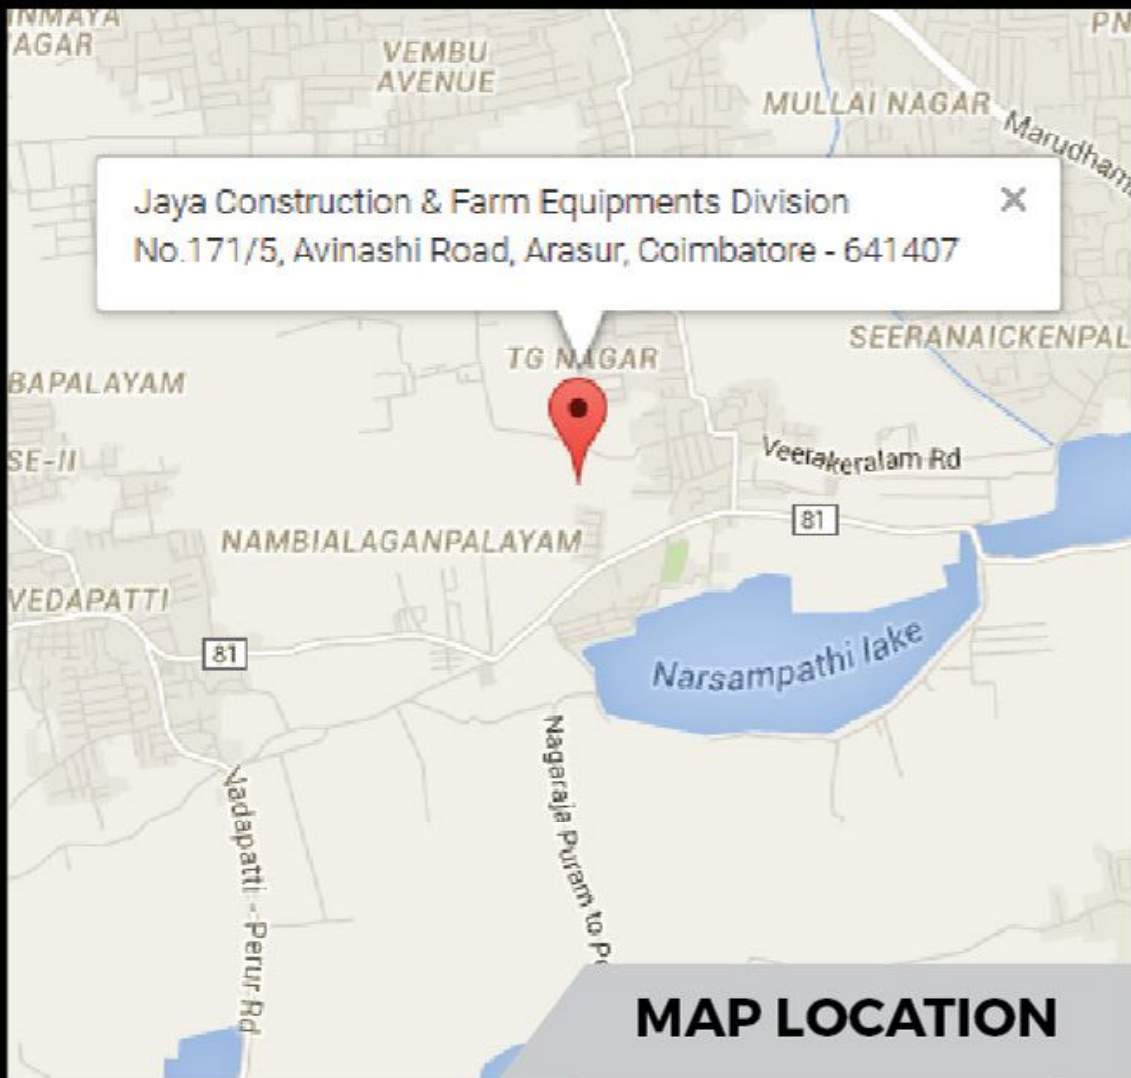 INMAYA
AGAR
VEMBU
AVENUE
PN
MULLAI NAGAR
Marudham
Jaya Construction & Farm Equipments Division
No.171/5, Avinashi Road, Arasur, Coimbatore - 641407
×
SEERANAICKENPAL
TG NAGAR
BAPALAYAM
SE-II
Veerakeralam Rd
81
NAMBIALAGANPALAYAM
VEDAPATTI
81
Narsampathi lake
Nagaraja Puram to Pe
Vadapatti - Perur Rd
MAP LOCATION